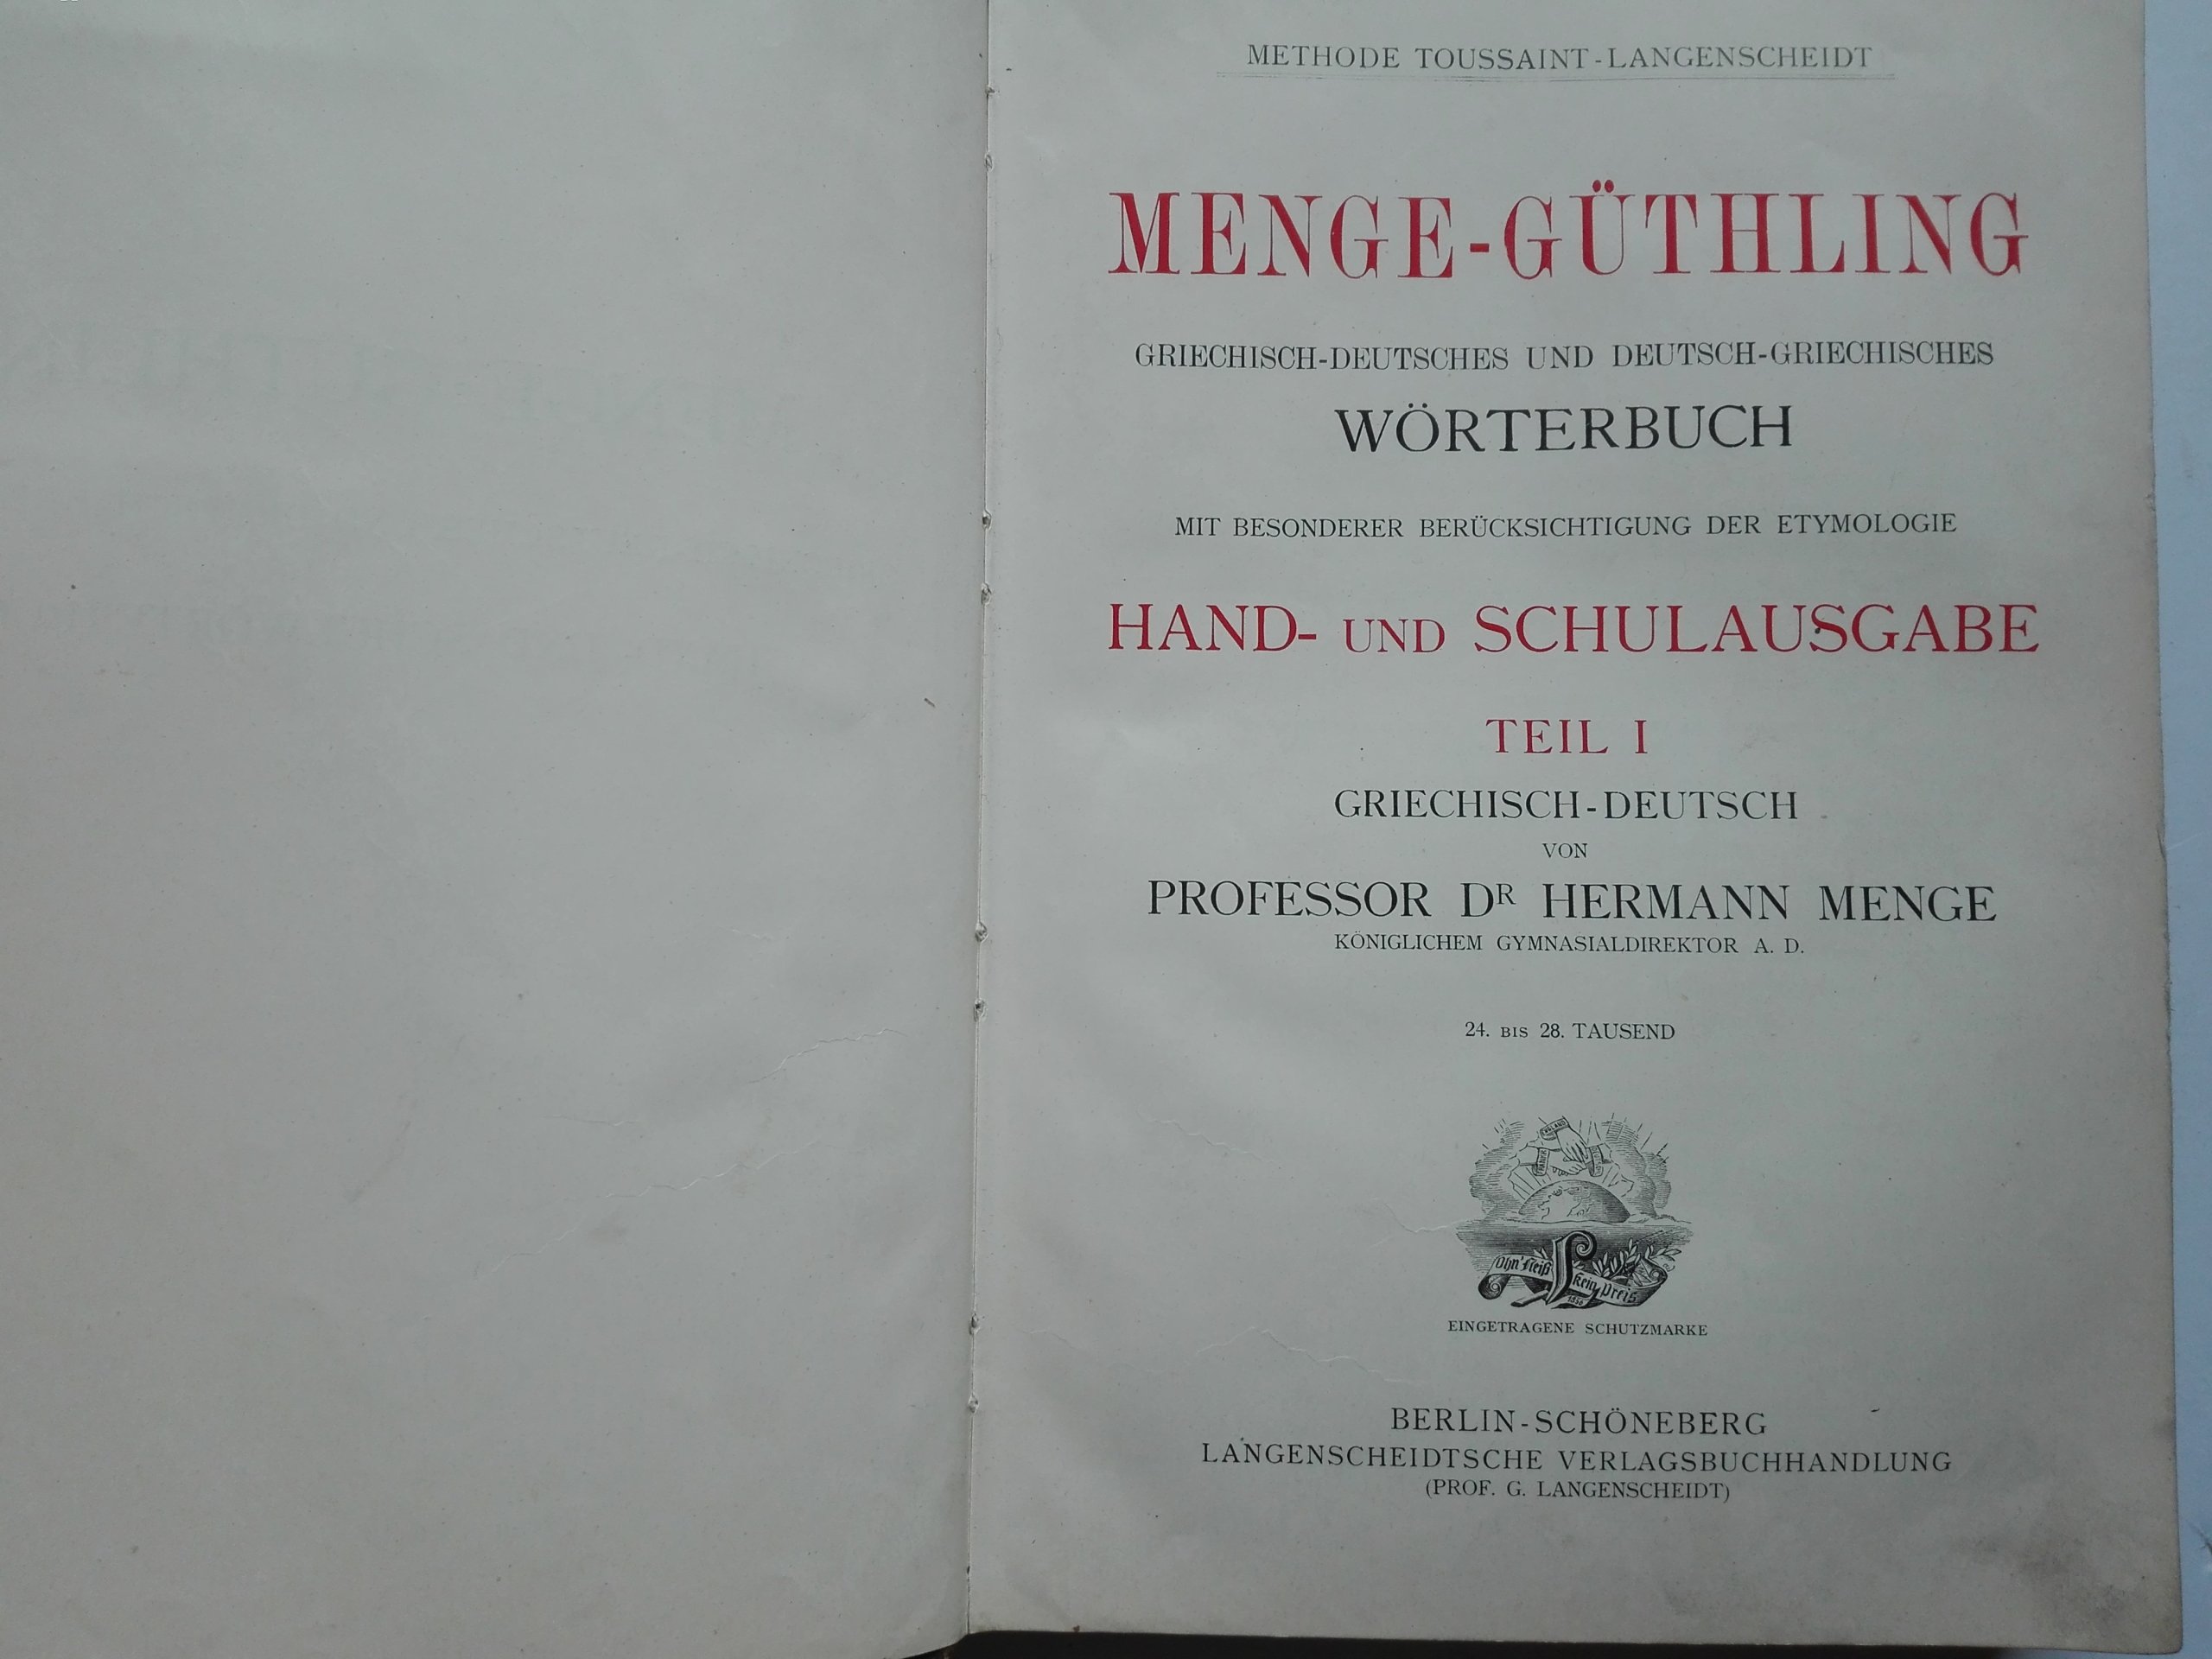 METHODE TOUSSAINT-LANGENSCHEIDT
MENGE-GÜTHLING
GRIECHISCH-DEUTSCHES UND DEUTSCH-GRIECHISCHES
WÖRTERBUCH
MIT BESONDERER BERÜCKSICHTIGUNG DER ETYMOLOGIE
HAND- UND SCHULAUSGABE
TEIL I
GRIECHISCH-DEUTSCH
VON
PROFESSOR DR HERMANN MENGE
KÖNIGLICHEM GYMNASIALDIREKTOR A. D.
24. BIS 28. TAUSEND
Ohn' Fleiß L kein Preis
EINGETRAGENE SCHUTZMARKE
BERLIN-SCHÖNEBERG
LANGENSCHEIDTSCHE VERLAGSBUCHHANDLUNG
(PROF. G. LANGENSCHEIDT)